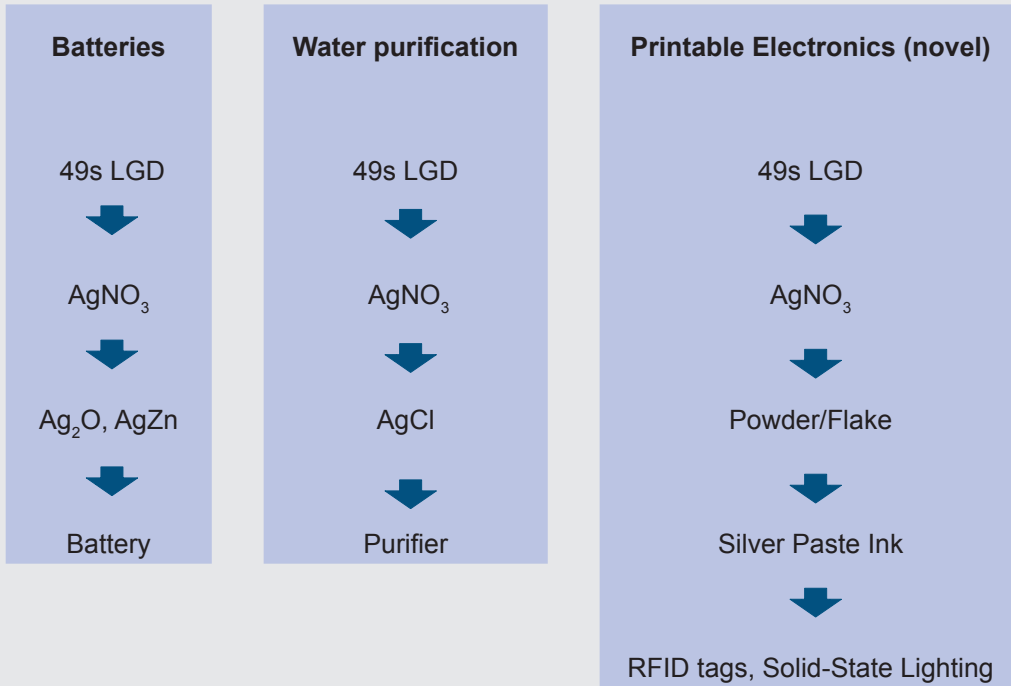 Batteries
49s LGD
AgNO₃
Ag₂O, AgZn
Battery
Water purification
49s LGD
AgNO₃
AgCl
Purifier
Printable Electronics (novel)
49s LGD
AgNO₃
Powder/Flake
Silver Paste Ink
RFID tags, Solid-State Lighting